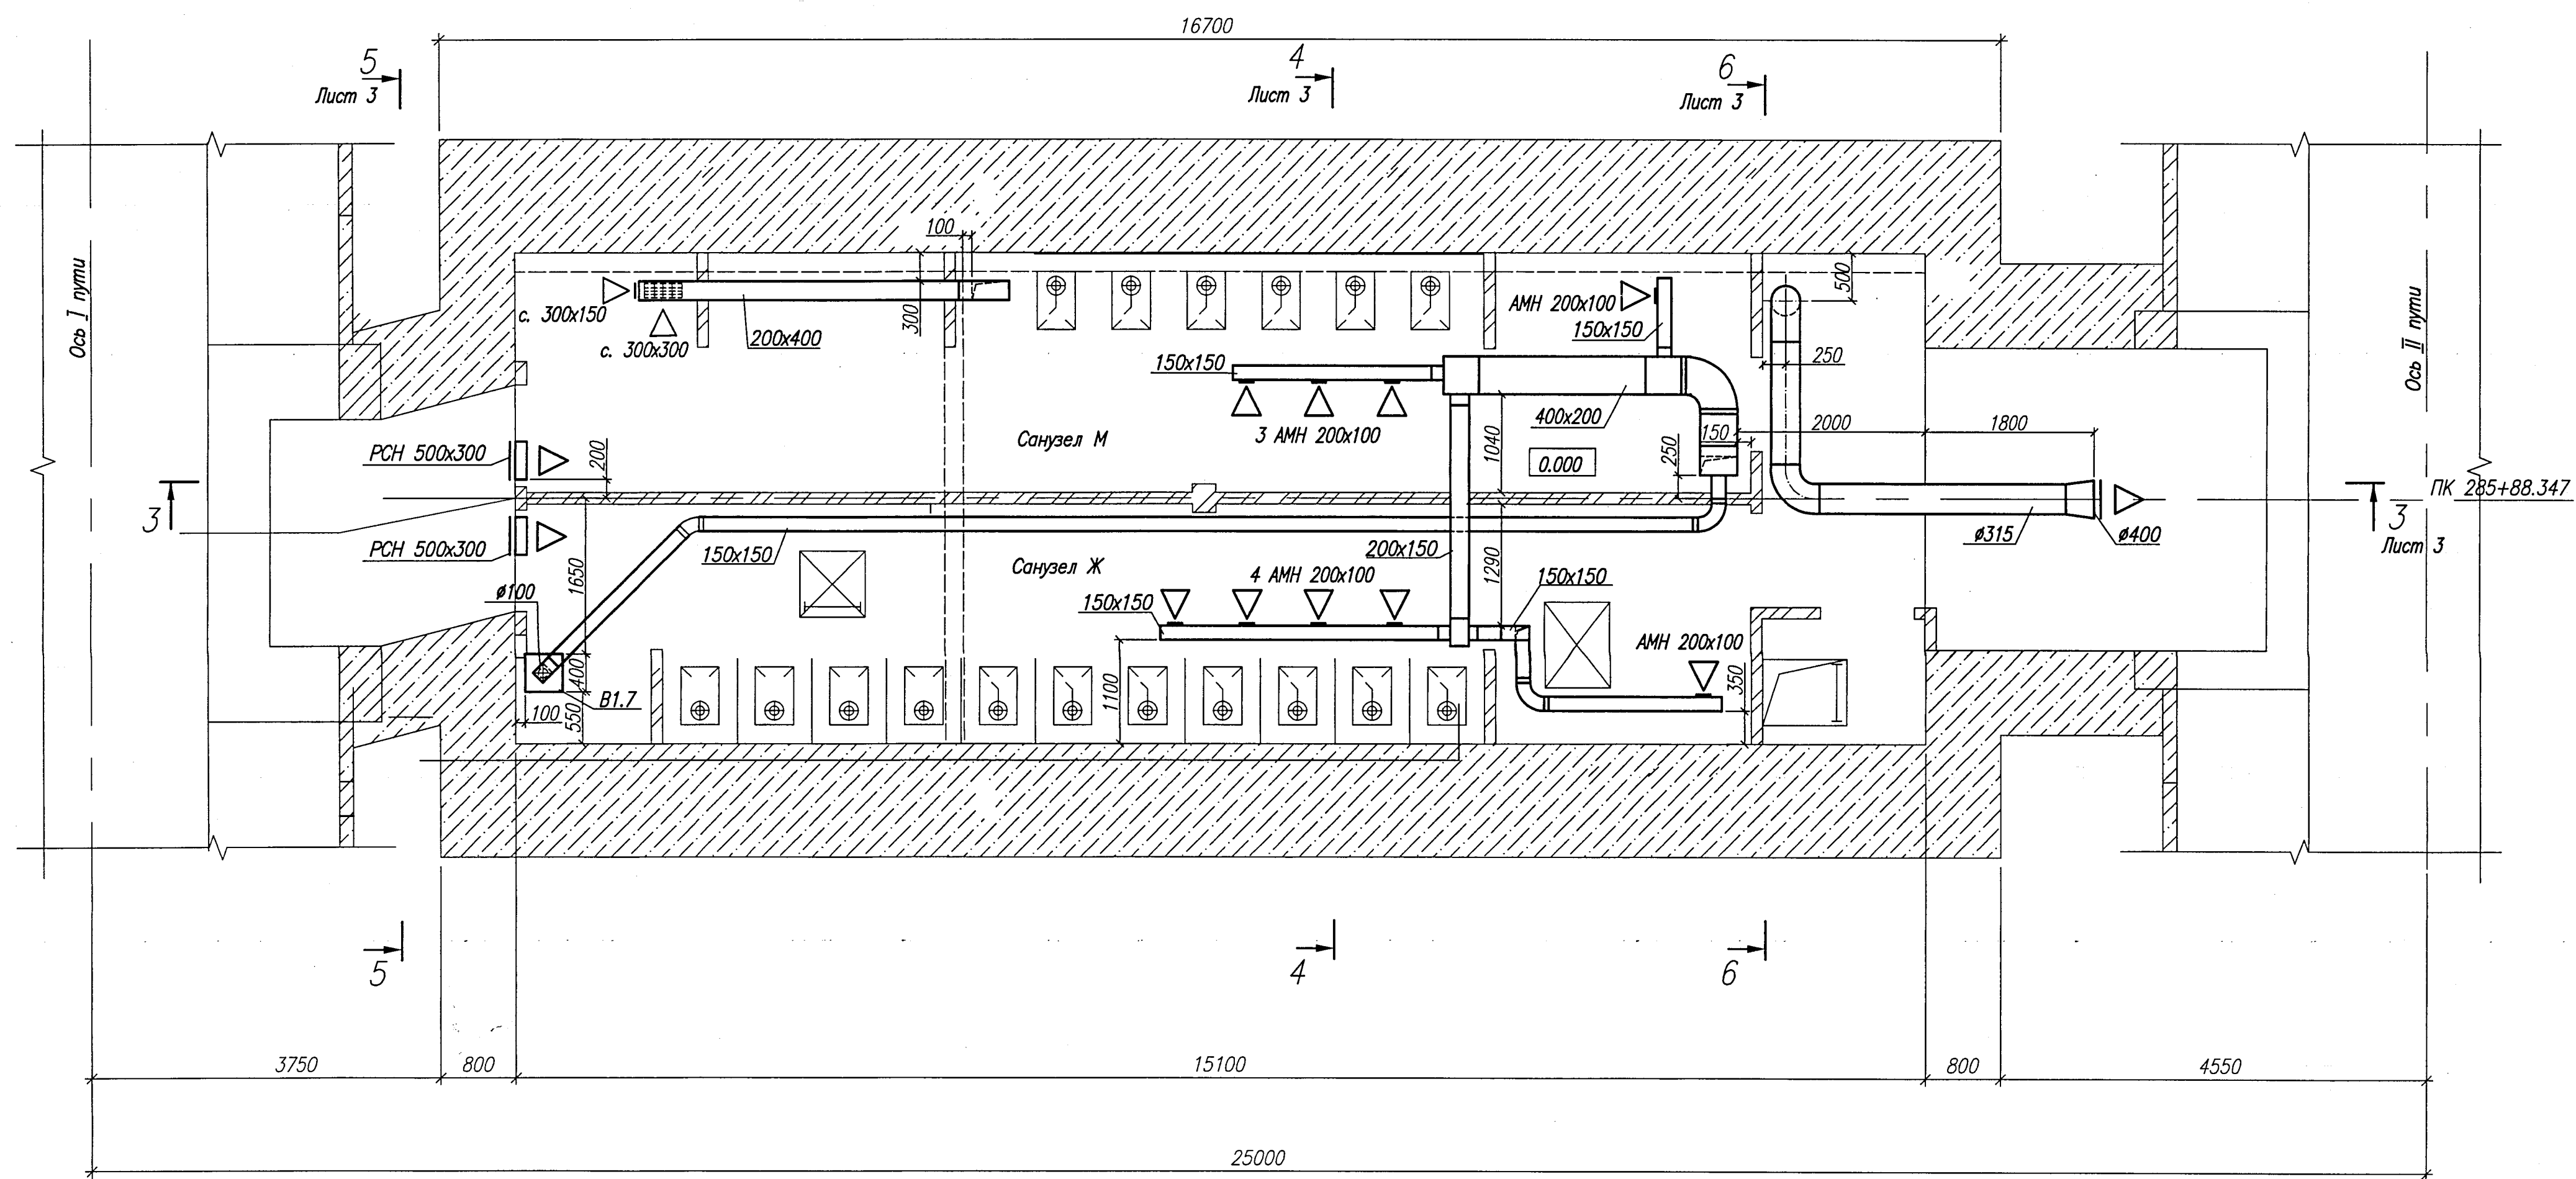 16700
5
Лист 3
4
Лист 3
6
Лист 3
Ось I пути
Ось II пути
100
300
500
с. 300х150
с. 300х300
200х400
АМН 200х100
150х150
150х150
250
400х200
3 АМН 200х100
Санузел М
2000
1800
150
250
1040
0.000
РСН 500х300
200
3
ПК 285+88.347
3
Лист 3
РСН 500х300
150х150
200х150
ø315
ø400
1650
Санузел Ж
1290
4 АМН 200х100
150х150
150х150
ø100
АМН 200х100
400
1100
350
В1.7
100
550
5
4
6
3750
800
15100
800
4550
25000